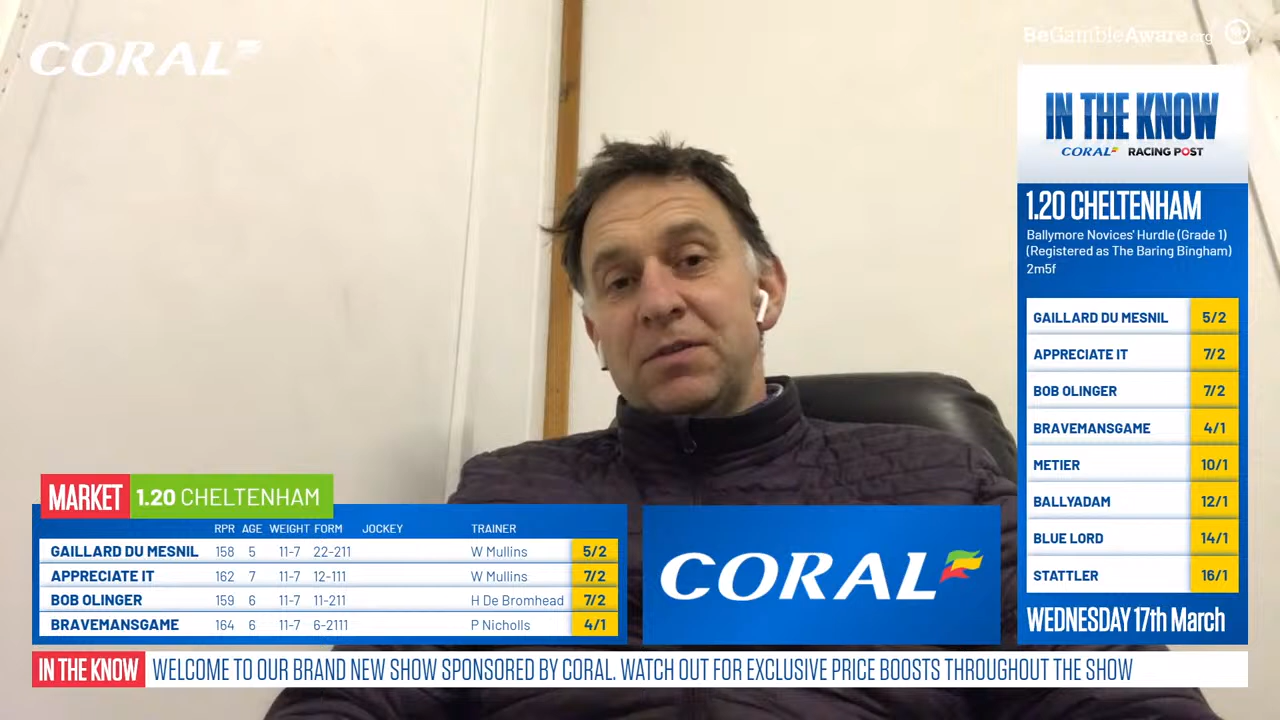 CORAL
BeGambleAware.org
IN THE KNOW
CORAL RACING POST
1.20 CHELTENHAM
Ballymore Novices' Hurdle (Grade 1)
(Registered as The Baring Bingham)
2m5f
GAILLARD DU MESNIL 5/2
APPRECIATE IT 7/2
BOB OLINGER 7/2
BRAVEMANSGAME 4/1
METIER 10/1
BALLYADAM 12/1
BLUE LORD 14/1
STATTLER 16/1
WEDNESDAY 17th March
MARKET 1.20 CHELTENHAM
RPR AGE WEIGHT FORM JOCKEY TRAINER
GAILLARD DU MESNIL 158 5 11-7 22-211 W Mullins 5/2
APPRECIATE IT 162 7 11-7 12-111 W Mullins 7/2
BOB OLINGER 159 6 11-7 11-211 H De Bromhead 7/2
BRAVEMANSGAME 164 6 11-7 6-2111 P Nicholls 4/1
CORAL
IN THE KNOW WELCOME TO OUR BRAND NEW SHOW SPONSORED BY CORAL. WATCH OUT FOR EXCLUSIVE PRICE BOOSTS THROUGHOUT THE SHOW